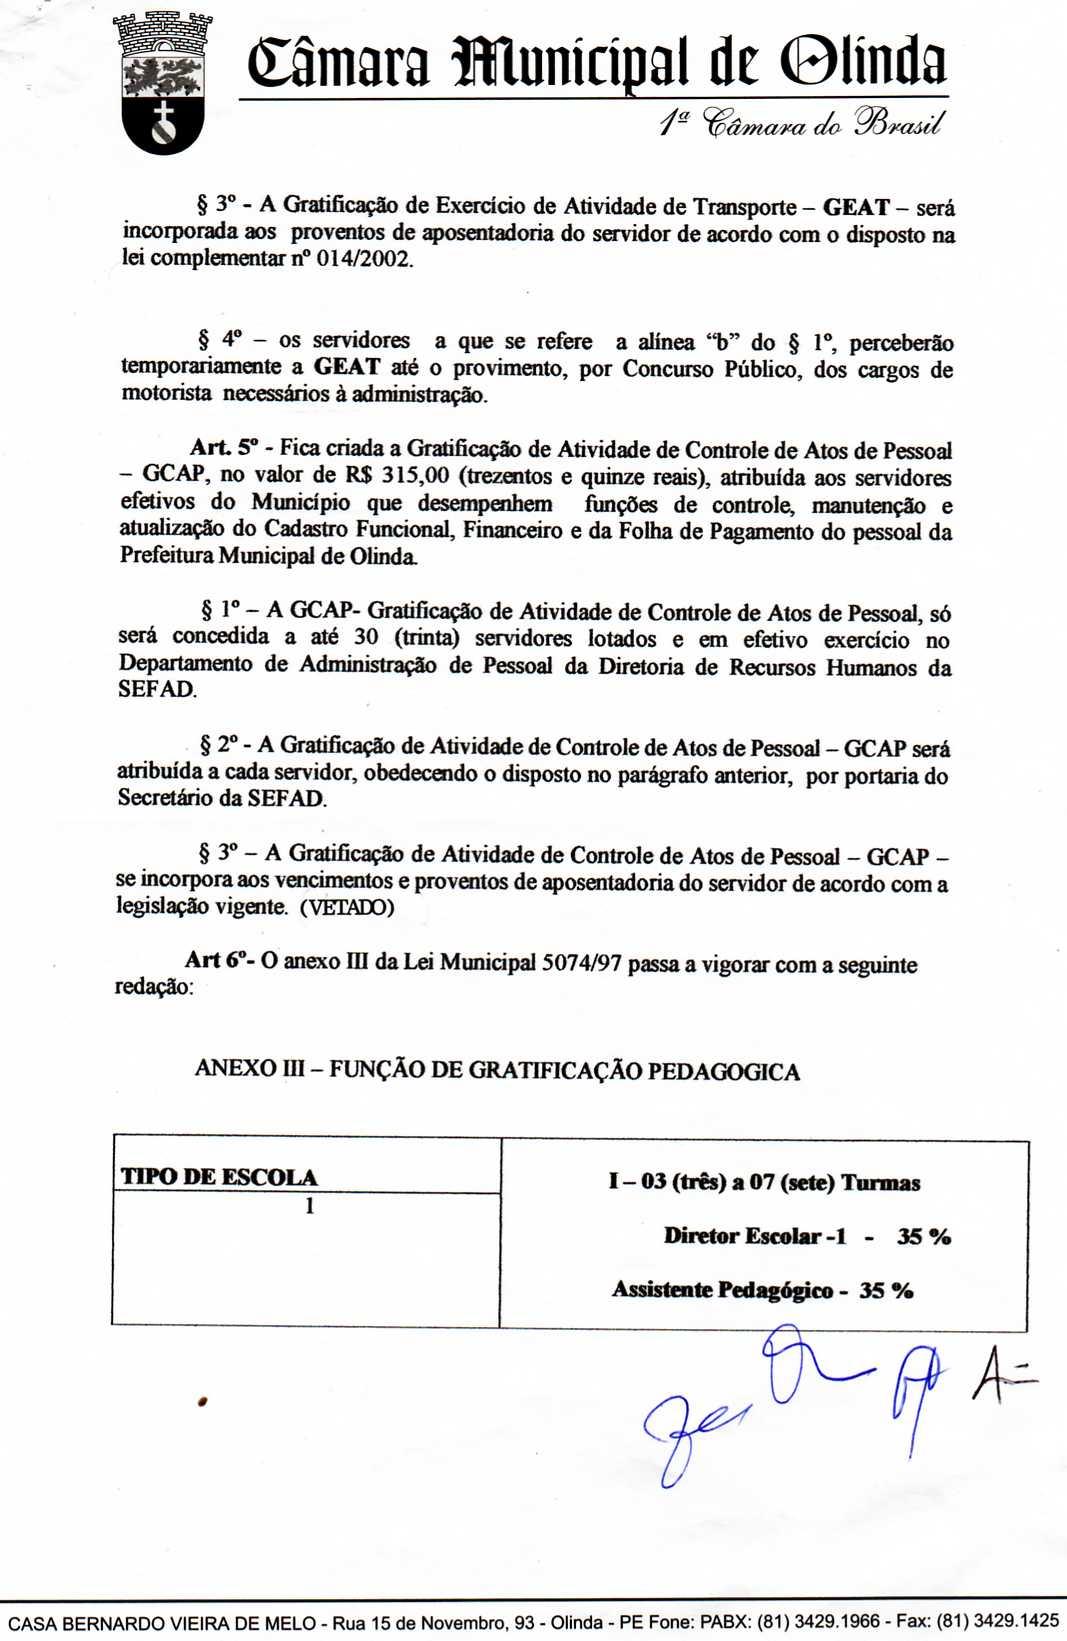 Câmara Municipal de Olinda
1ª Câmara do Brasil
§ 3º - A Gratificação de Exercício de Atividade de Transporte – GEAT – será
incorporada aos proventos de aposentadoria do servidor de acordo com o disposto na
lei complementar nº 014/2002.
§ 4º – os servidores a que se refere a alínea “b” do § 1º, perceberão
temporariamente a GEAT até o provimento, por Concurso Público, dos cargos de
motorista necessários à administração.
Art. 5º - Fica criada a Gratificação de Atividade de Controle de Atos de Pessoal
– GCAP, no valor de R$ 315,00 (trezentos e quinze reais), atribuída aos servidores
efetivos do Município que desempenhem funções de controle, manutenção e
atualização do Cadastro Funcional, Financeiro e da Folha de Pagamento do pessoal da
Prefeitura Municipal de Olinda.
§ 1º – A GCAP- Gratificação de Atividade de Controle de Atos de Pessoal, só
será concedida a até 30 (trinta) servidores lotados e em efetivo exercício no
Departamento de Administração de Pessoal da Diretoria de Recursos Humanos da
SEFAD.
§ 2º - A Gratificação de Atividade de Controle de Atos de Pessoal – GCAP será
atribuída a cada servidor, obedecendo o disposto no parágrafo anterior, por portaria do
Secretário da SEFAD.
§ 3º – A Gratificação de Atividade de Controle de Atos de Pessoal – GCAP –
se incorpora aos vencimentos e proventos de aposentadoria do servidor de acordo com a
legislação vigente. (VETADO)
Art 6º- O anexo III da Lei Municipal 5074/97 passa a vigorar com a seguinte
redação:
ANEXO III – FUNÇÃO DE GRATIFICAÇÃO PEDAGOGICA
TIPO DE ESCOLA
1
I – 03 (três) a 07 (sete) Turmas
Diretor Escolar -1 - 35 %
Assistente Pedagógico - 35 %
CASA BERNARDO VIEIRA DE MELO - Rua 15 de Novembro, 93 - Olinda - PE Fone: PABX: (81) 3429.1966 - Fax: (81) 3429.1425